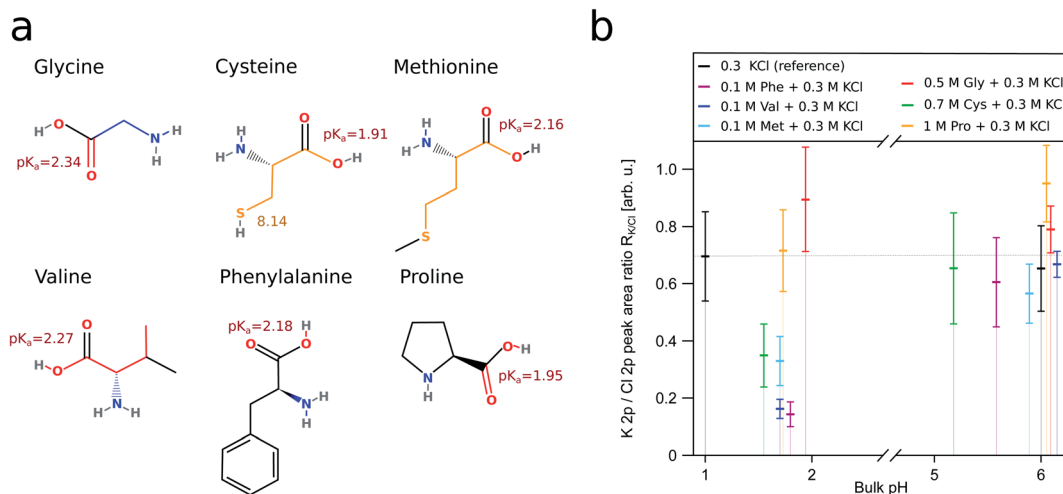 a
Glycine
Cysteine
Methionine
H
O
N
H
H
O
pKₐ=2.34
H
N
H
O
O
H
pKₐ=1.91
S
H
8.14
H
N
H
O
O
H
pKₐ=2.16
S
Valine
Phenylalanine
Proline
pKₐ=2.27
O
H
O
N
H
H
pKₐ=2.18
H
O
O
N
H
H
N
H
O
H
O
pKₐ=1.95
b
0.3 KCl (reference)
0.1 M Phe + 0.3 M KCl
0.1 M Val + 0.3 M KCl
0.1 M Met + 0.3 M KCl
0.5 M Gly + 0.3 M KCl
0.7 M Cys + 0.3 M KCl
1 M Pro + 0.3 M KCl
K 2p / Cl 2p peak area ratio R_K/Cl [arb. u.]
1.0
0.8
0.6
0.4
0.2
0
1
2
5
6
Bulk pH